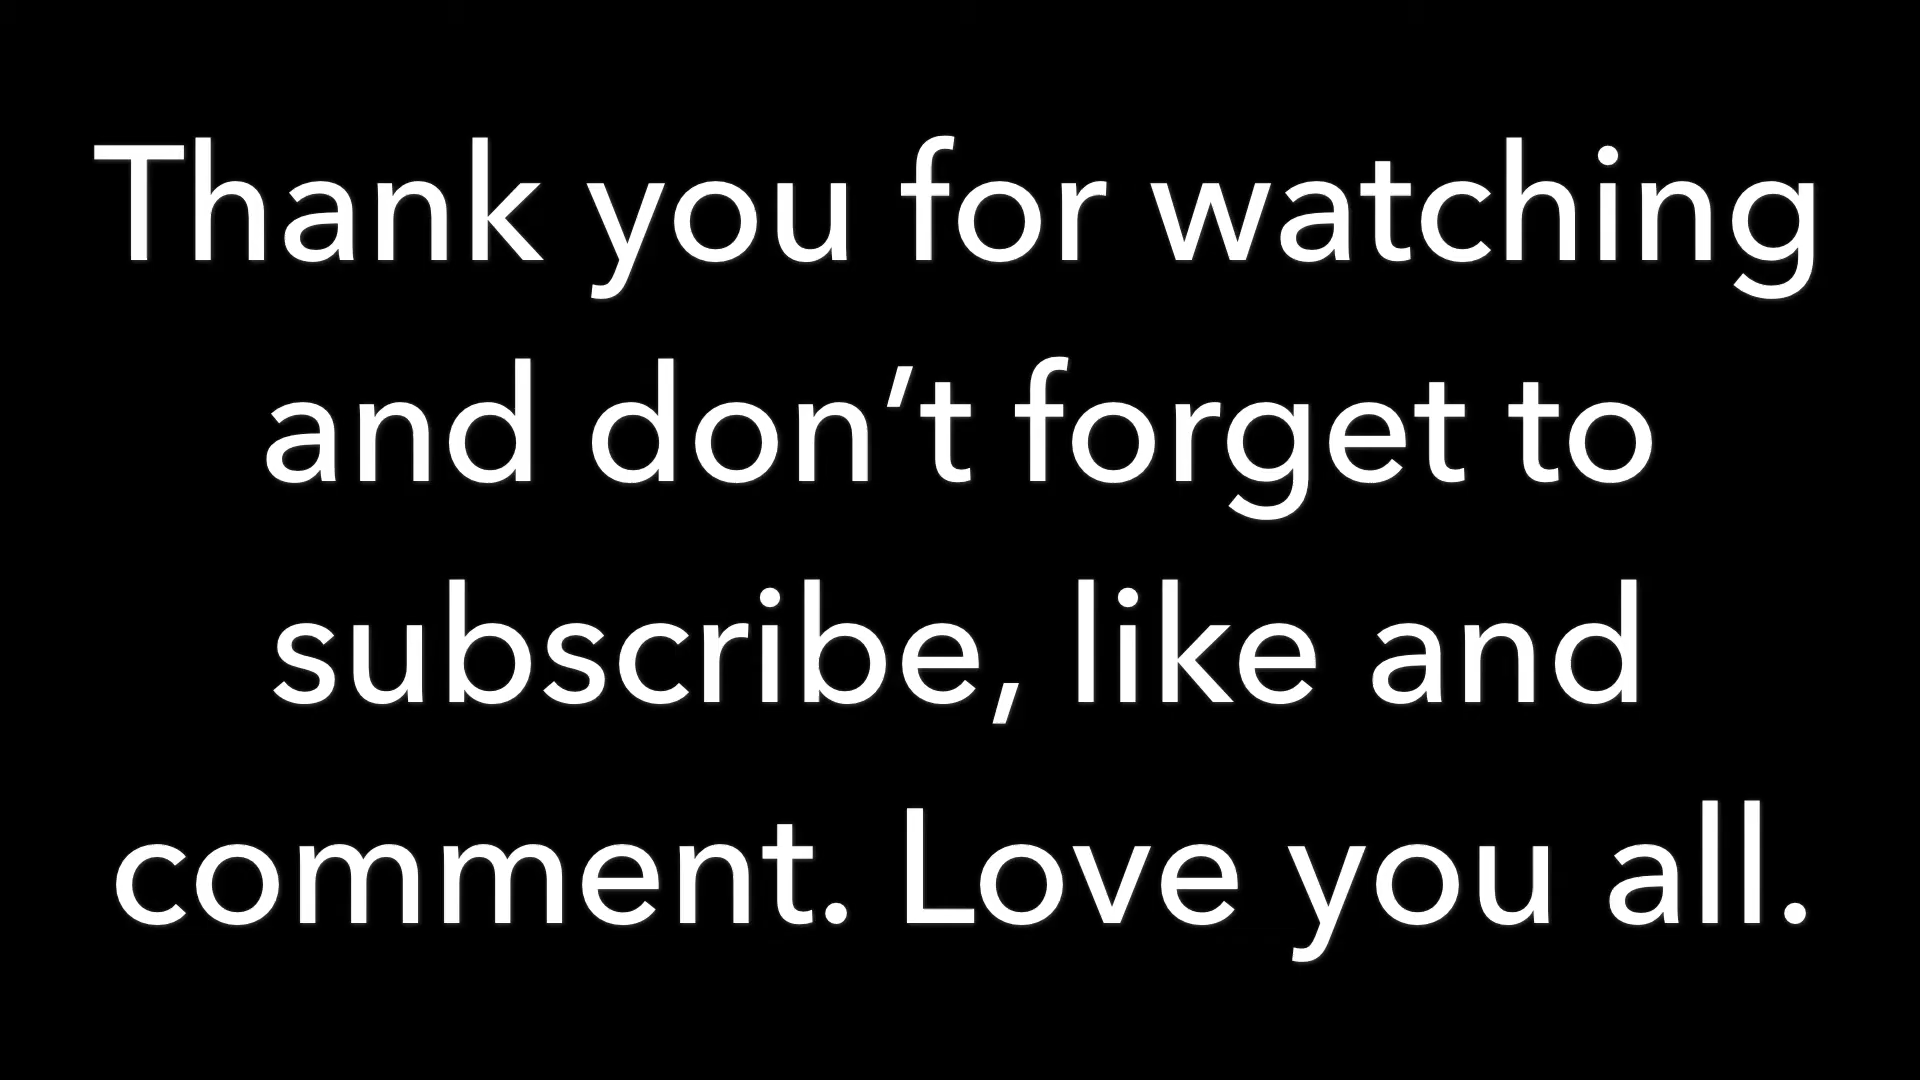 Thank you for watching
and don’t forget to
subscribe, like and
comment. Love you all.